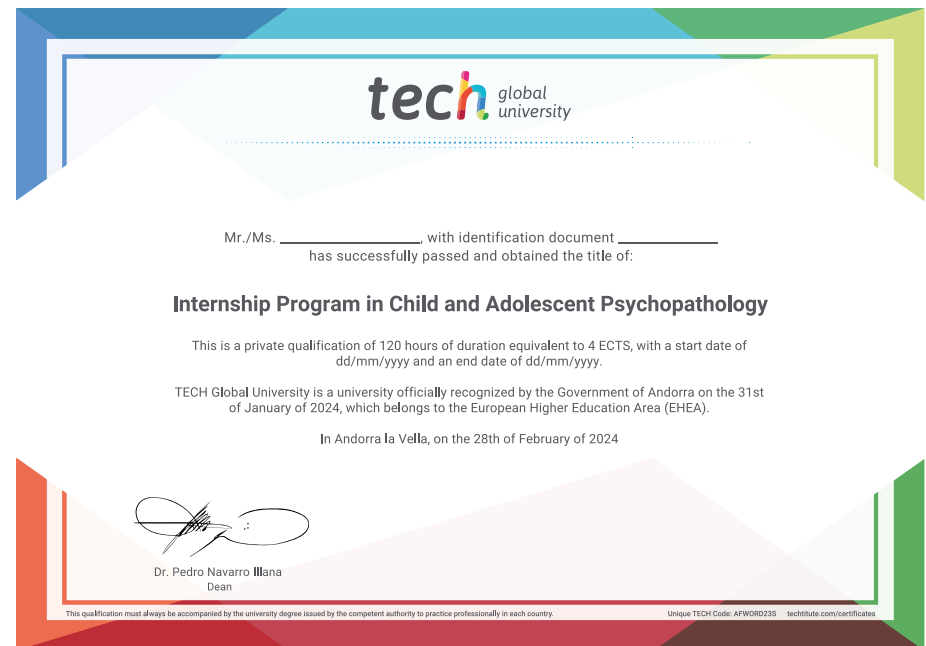 tech global university
Mr./Ms. ____________________, with identification document ______________
has successfully passed and obtained the title of:
Internship Program in Child and Adolescent Psychopathology
This is a private qualification of 120 hours of duration equivalent to 4 ECTS, with a start date of
dd/mm/yyyy and an end date of dd/mm/yyyy.
TECH Global University is a university officially recognized by the Government of Andorra on the 31st
of January of 2024, which belongs to the European Higher Education Area (EHEA).
In Andorra la Vella, on the 28th of February of 2024
Dr. Pedro Navarro Illana
Dean
This qualification must always be accompanied by the university degree issued by the competent authority to practice professionally in each country.
Unique TECH Code: AFWORD23S techtitute.com/certificates